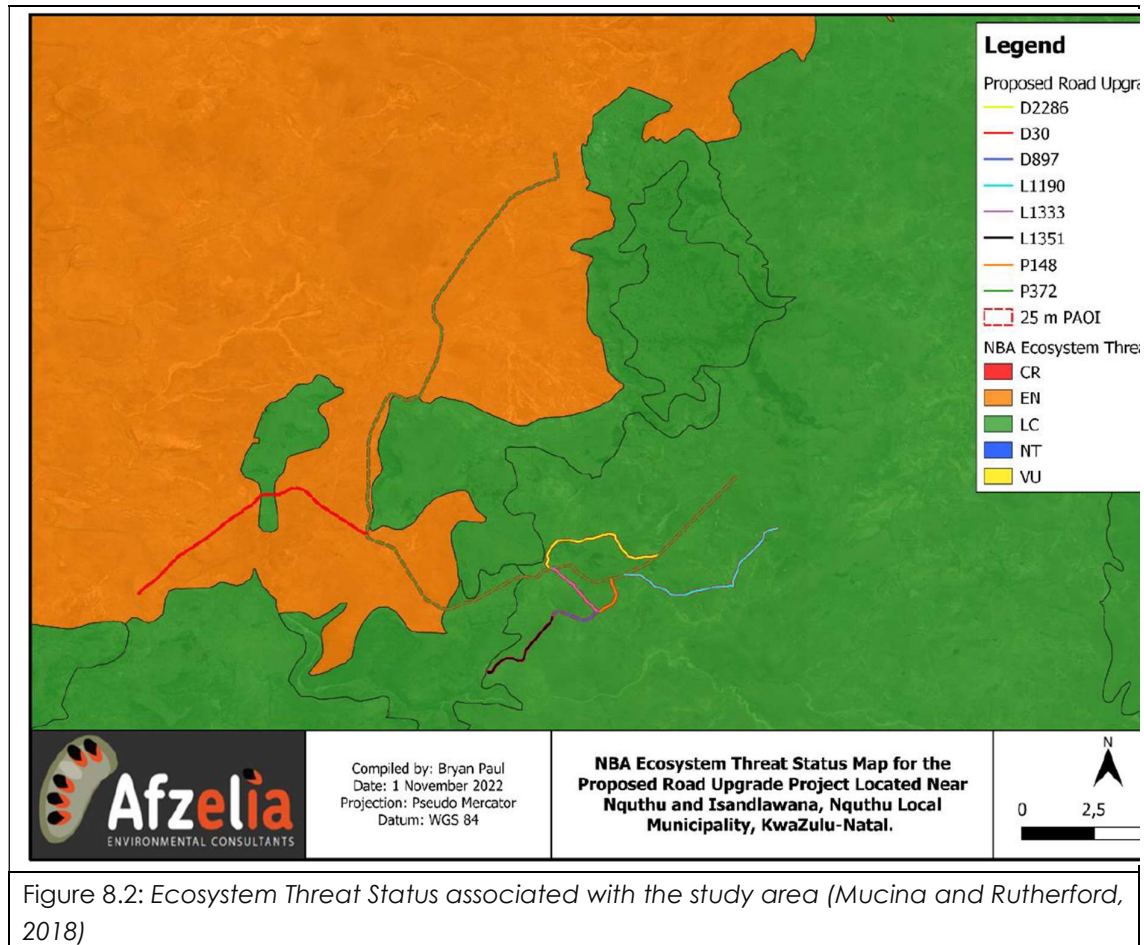 Legend
Proposed Road Upgra
D2286
D30
D897
L1190
L1333
L1351
P148
P372
25 m PAOI
NBA Ecosystem Threa
CR
EN
LC
NT
VU
Afzelia
ENVIRONMENTAL CONSULTANTS
Compiled by: Bryan Paul
Date: 1 November 2022
Projection: Pseudo Mercator
Datum: WGS 84
NBA Ecosystem Threat Status Map for the
Proposed Road Upgrade Project Located Near
Nquthu and Isandlawana, Nquthu Local
Municipality, KwaZulu-Natal.
N
0 2,5
Figure 8.2: Ecosystem Threat Status associated with the study area (Mucina and Rutherford,
2018)